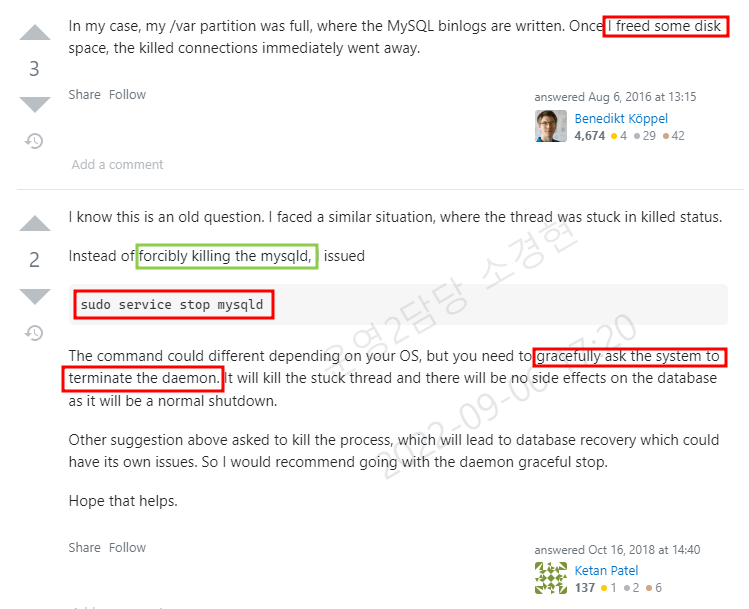 In my case, my /var partition was full, where the MySQL binlogs are written. Once I freed some disk
space, the killed connections immediately went away.
3
Share Follow
answered Aug 6, 2016 at 13:15
Benedikt Köppel
4,674 4 29 42
Add a comment
I know this is an old question. I faced a similar situation, where the thread was stuck in killed status.
2
Instead of forcibly killing the mysqld, issued
sudo service stop mysqld
The command could different depending on your OS, but you need to gracefully ask the system to
terminate the daemon. It will kill the stuck thread and there will be no side effects on the database
as it will be a normal shutdown.
Other suggestion above asked to kill the process, which will lead to database recovery which could
have its own issues. So I would recommend going with the daemon graceful stop.
Hope that helps.
Share Follow
answered Oct 16, 2018 at 14:40
Ketan Patel
137 1 2 6
담당 소경현